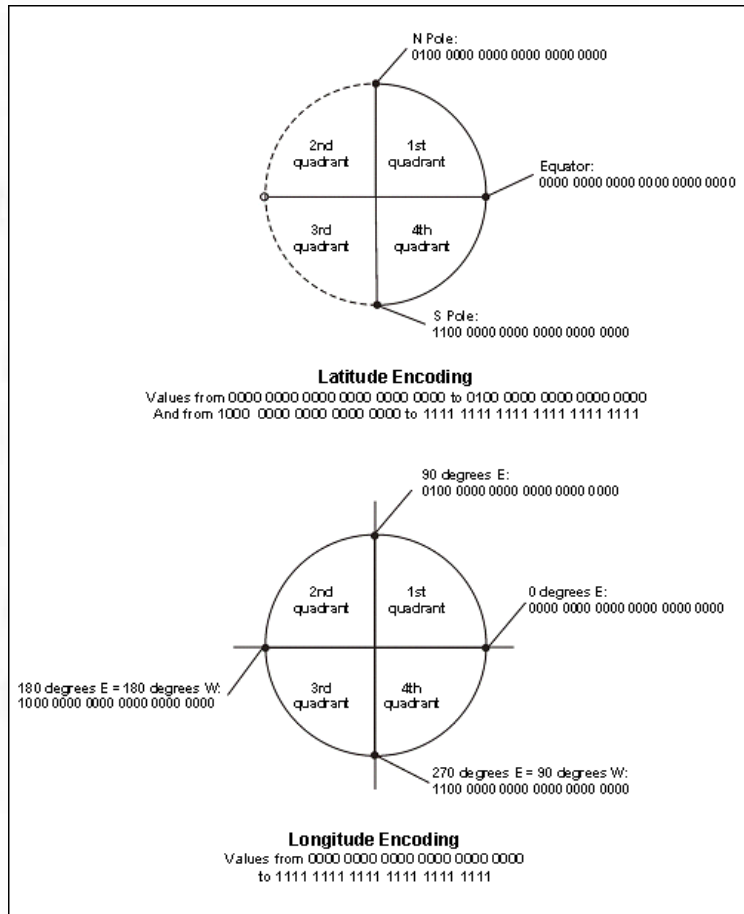 N Pole:
0100 0000 0000 0000 0000 0000
2nd
quadrant
1st
quadrant
Equator:
0000 0000 0000 0000 0000 0000
3rd
quadrant
4th
quadrant
S Pole:
1100 0000 0000 0000 0000 0000
Latitude Encoding
Values from 0000 0000 0000 0000 0000 0000 to 0100 0000 0000 0000 0000
And from 1000 0000 0000 0000 0000 to 1111 1111 1111 1111 1111 1111
90 degrees E:
0100 0000 0000 0000 0000 0000
2nd
quadrant
1st
quadrant
0 degrees E:
0000 0000 0000 0000 0000 0000
180 degrees E = 180 degrees W:
1000 0000 0000 0000 0000 0000
3rd
quadrant
4th
quadrant
270 degrees E = 90 degrees W:
1100 0000 0000 0000 0000 0000
Longitude Encoding
Values from 0000 0000 0000 0000 0000 0000
to 1111 1111 1111 1111 1111 1111